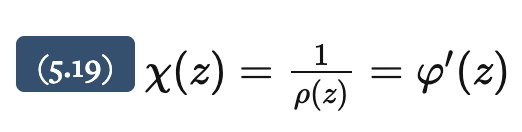 (5.19) χ(z) = 1/ρ(z) = φ′(z)